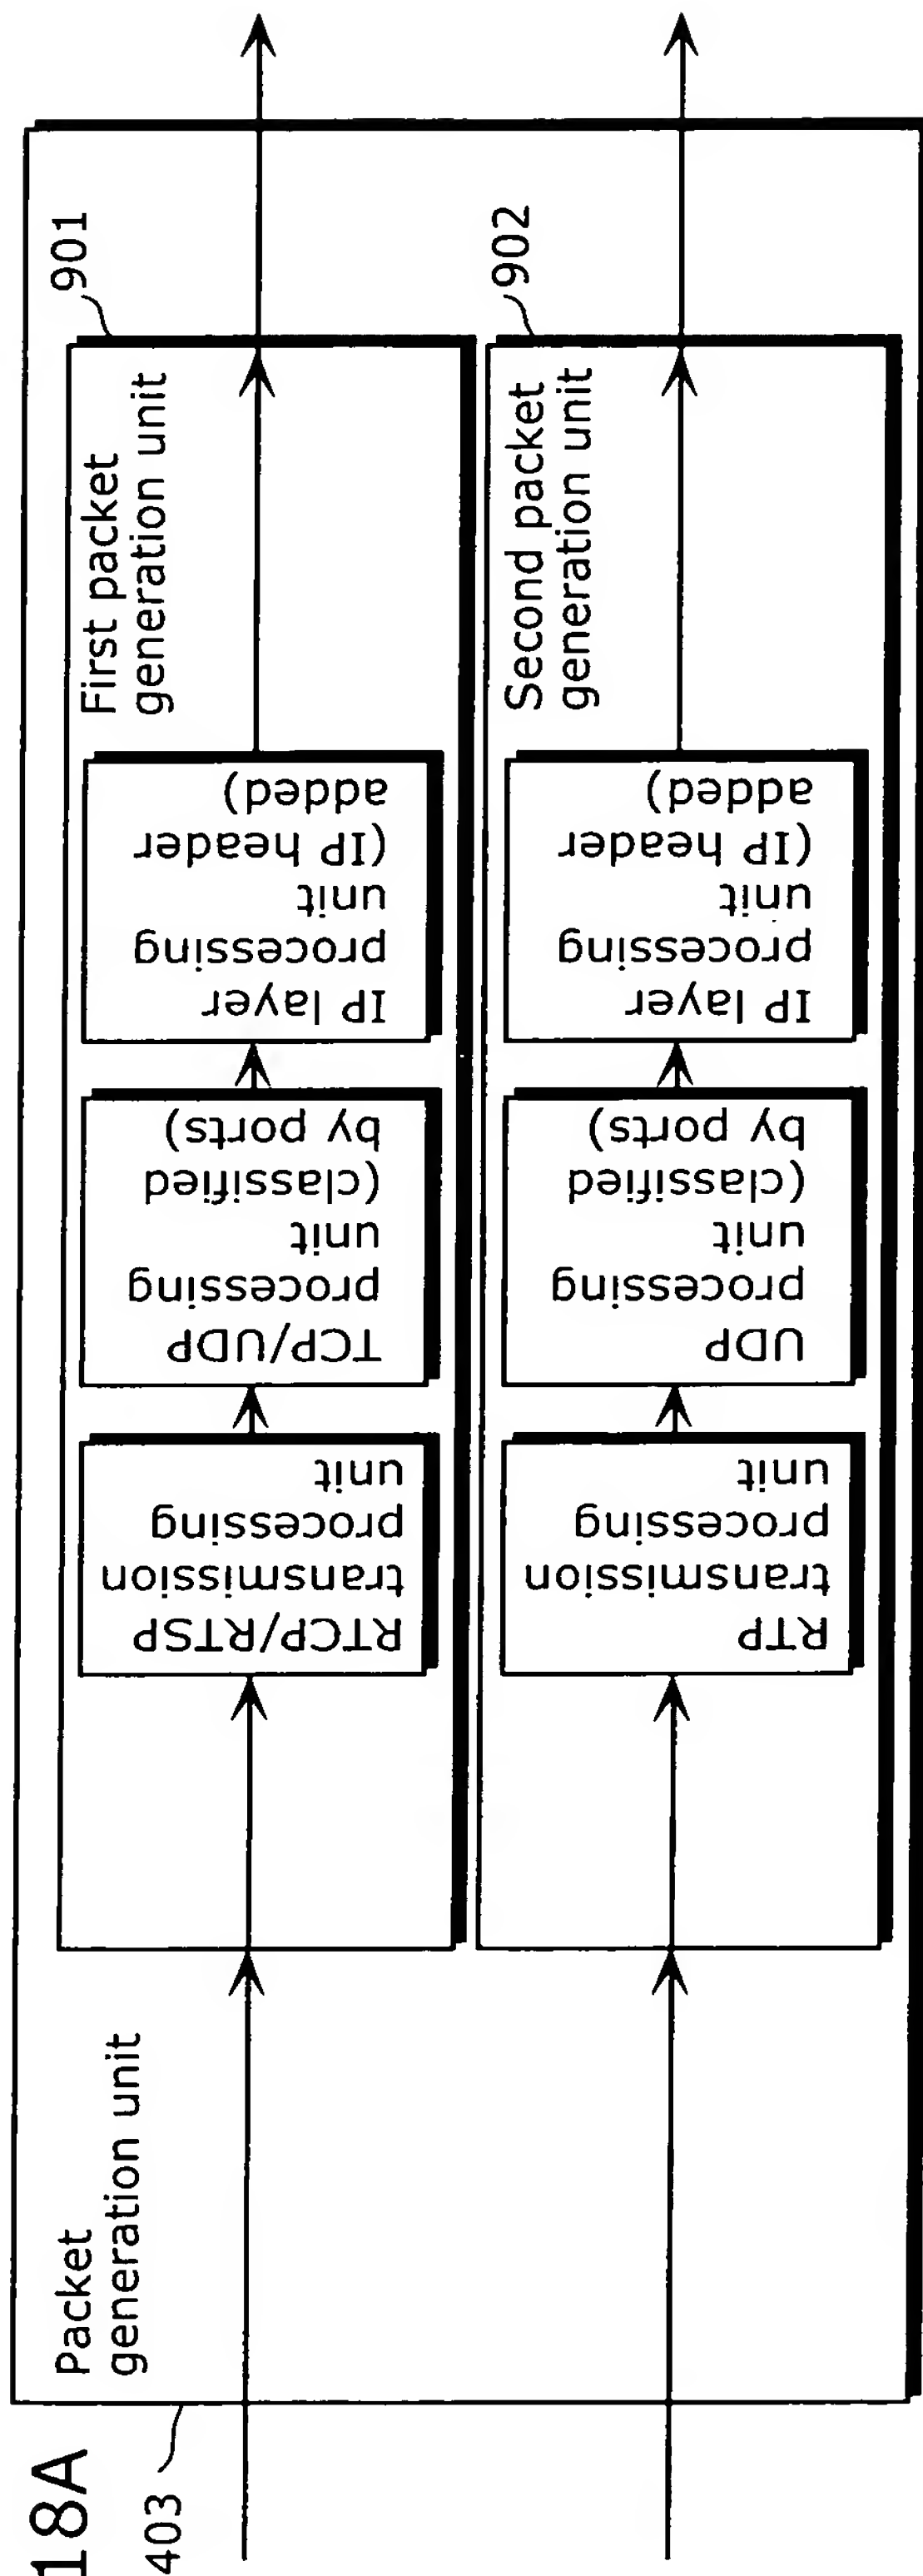 18A
403
Packet
generation unit
First packet
generation unit
901
RTCP/RTSP
transmission
processing
unit
TCP/UDP
processing
unit
(classified
by ports)
IP layer
processing
unit
(IP header
added)
Second packet
generation unit
902
RTP
transmission
processing
unit
UDP
processing
unit
(classified
by ports)
IP layer
processing
unit
(IP header
added)